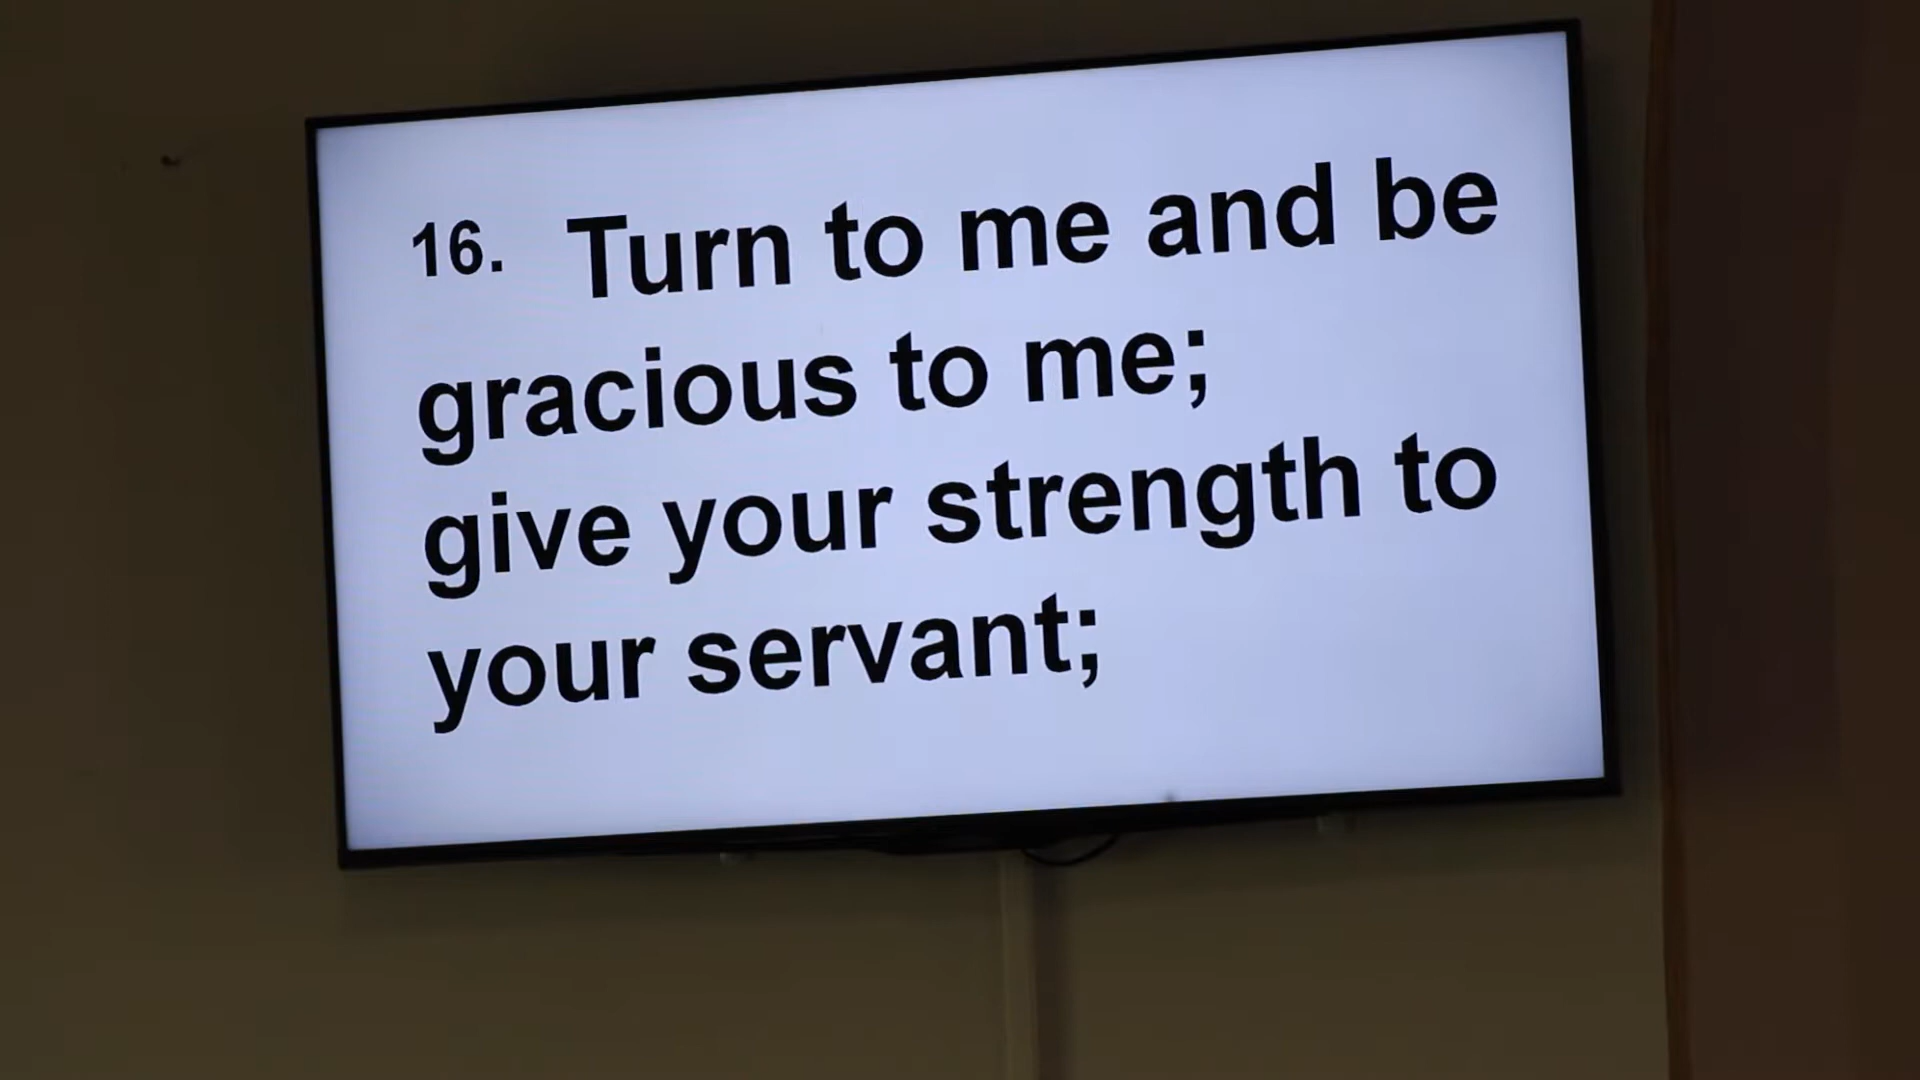 16. Turn to me and be
gracious to me;
give your strength to
your servant;